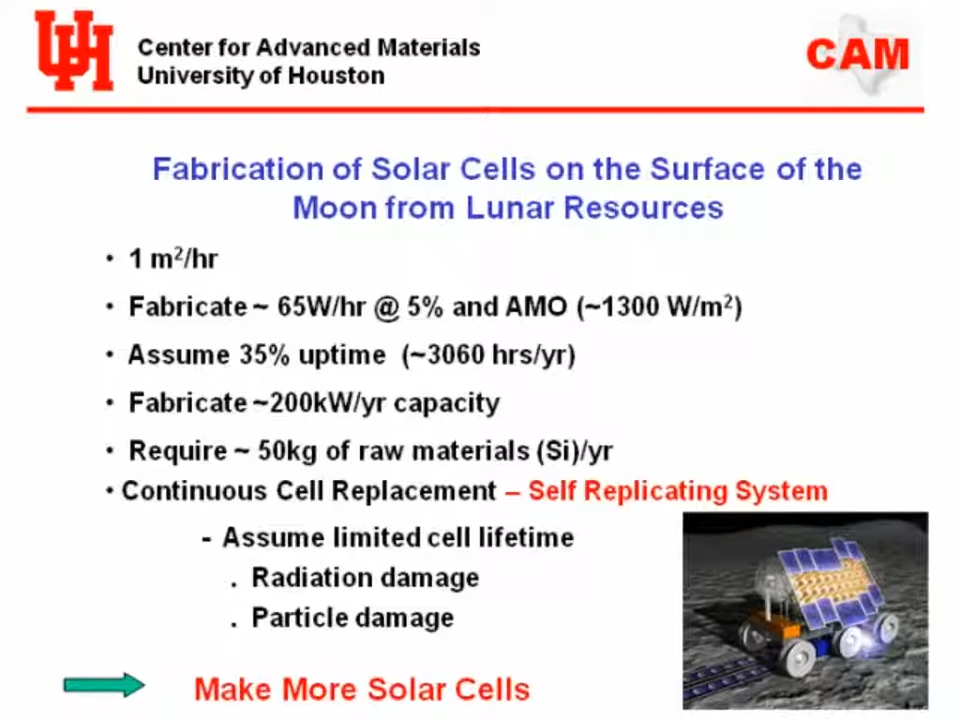 UH
Center for Advanced Materials
University of Houston
CAM
Fabrication of Solar Cells on the Surface of the
Moon from Lunar Resources
• 1 m²/hr
• Fabricate ~ 65W/hr @ 5% and AMO (~1300 W/m²)
• Assume 35% uptime (~3060 hrs/yr)
• Fabricate ~200kW/yr capacity
• Require ~ 50kg of raw materials (Si)/yr
• Continuous Cell Replacement – Self Replicating System
- Assume limited cell lifetime
. Radiation damage
. Particle damage
Make More Solar Cells